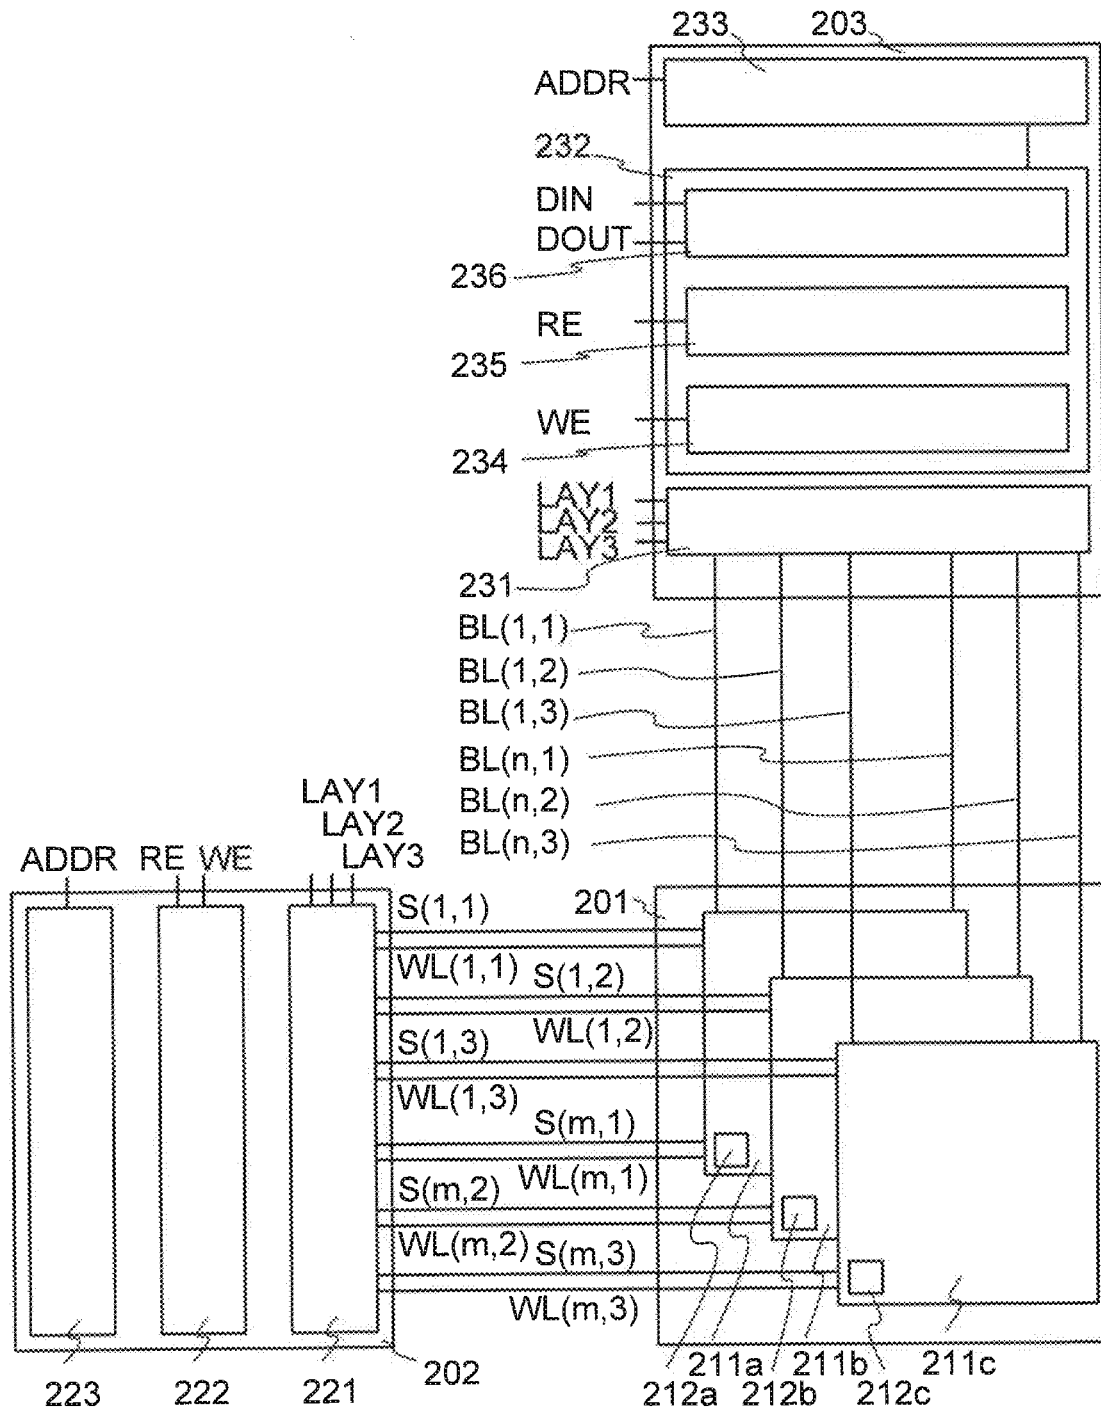 233 203
ADDR
232
DIN
DOUT
236
RE
235
WE
234
LAY1
LAY2
LAY3
231
BL(1,1)
BL(1,2)
BL(1,3)
BL(n,1)
BL(n,2)
BL(n,3)
LAY1
LAY2
LAY3
ADDR RE WE
S(1,1)
201
WL(1,1)
S(1,2)
WL(1,2)
S(1,3)
WL(1,3)
S(m,1)
WL(m,1)
S(m,2)
WL(m,2)
S(m,3)
WL(m,3)
202
211a 211b 211c
223 222 221
212a 212b 212c